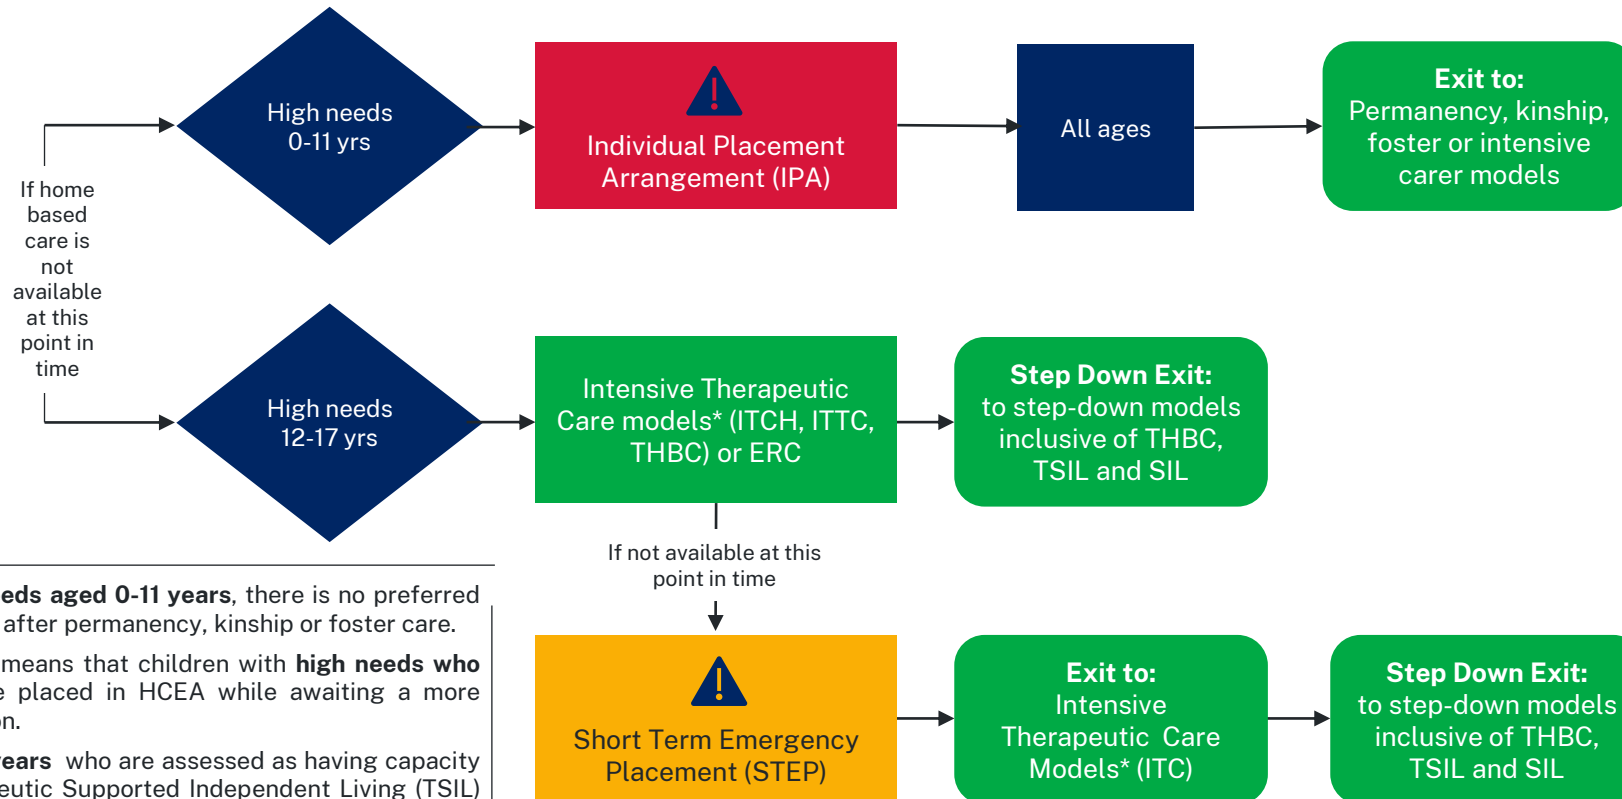 High needs
0-11 yrs
Individual Placement
Arrangement (IPA)
All ages
Exit to:
Permanency, kinship,
foster or intensive
carer models
If home
based
care is
not
available
at this
point in
time
High needs
12-17 yrs
Intensive Therapeutic
Care models* (ITCH, ITTC,
THBC) or ERC
Step Down Exit:
to step-down models
inclusive of THBC,
TSIL and SIL
If not available at this
point in time
Short Term Emergency
Placement (STEP)
Exit to:
Intensive
Therapeutic Care
Models* (ITC)
Step Down Exit:
to step-down models
inclusive of THBC,
TSIL and SIL
aged 0-11 years, there is no preferred
after permanency, kinship or foster care.
means that children with high needs who
placed in HCEA while awaiting a more
who are assessed as having capacity
Supported Independent Living (TSIL)